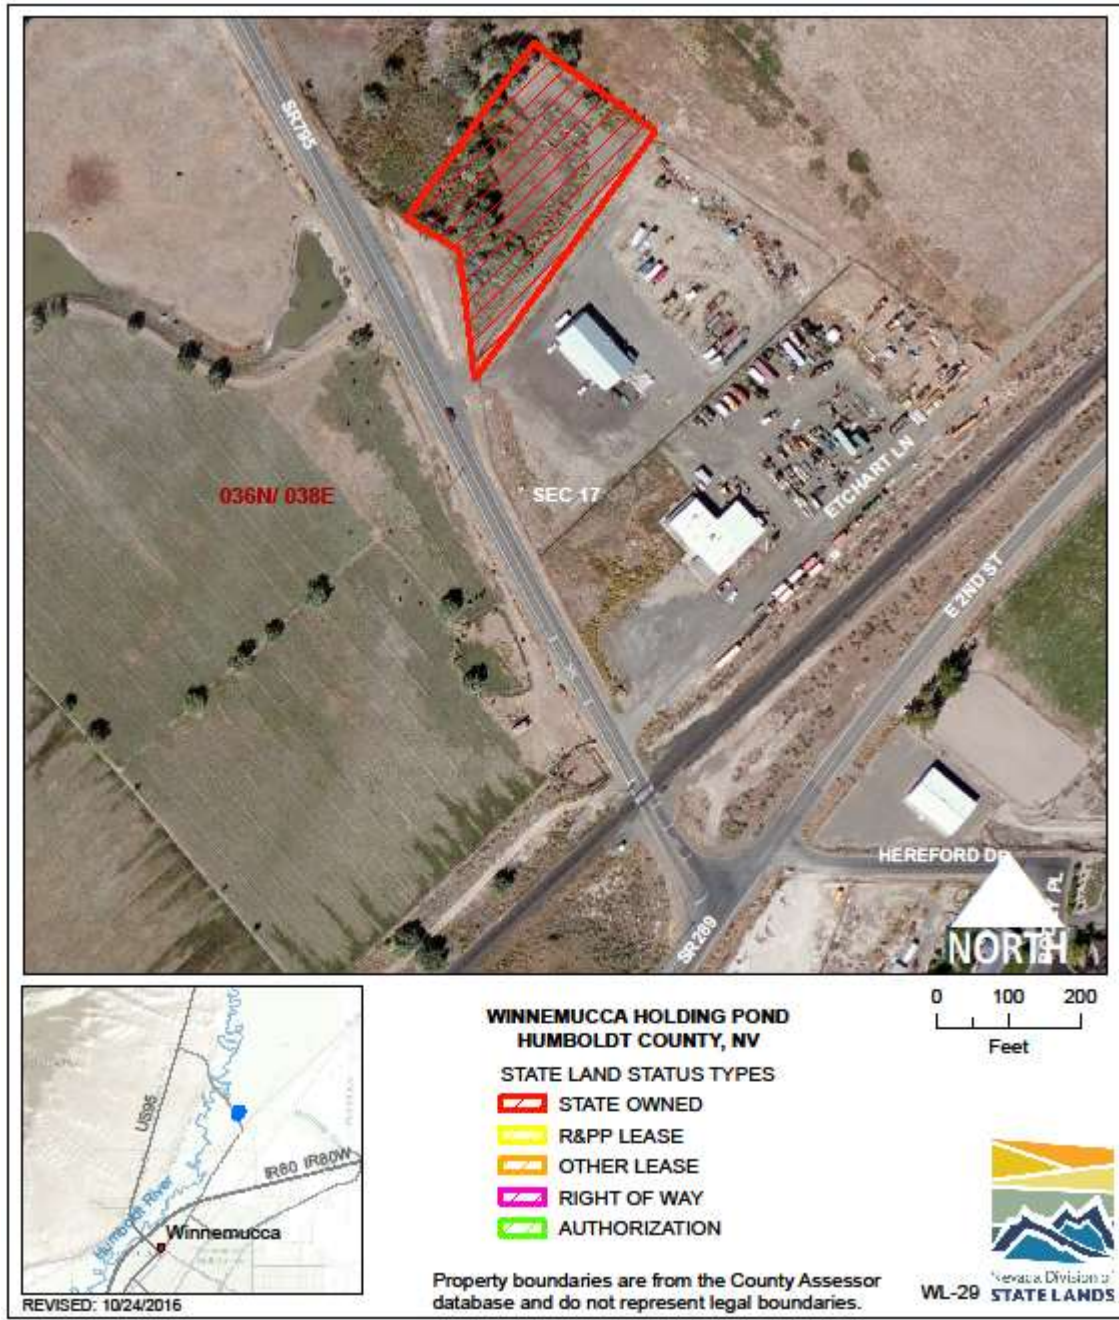 SR795
036N/ 038E
SEC 17
ETCHART LN
E 2ND ST
HEREFORD DR
PL
SR289
NORTH
0 100 200
Feet
WINNEMUCCA HOLDING POND
HUMBOLDT COUNTY, NV
STATE LAND STATUS TYPES
STATE OWNED
R&PP LEASE
OTHER LEASE
RIGHT OF WAY
AUTHORIZATION
US95
IR80 IR80W
Humboldt River
Winnemucca
REVISED: 10/24/2016
Property boundaries are from the County Assessor
database and do not represent legal boundaries.
WL-29
Nevada Division of
STATE LANDS